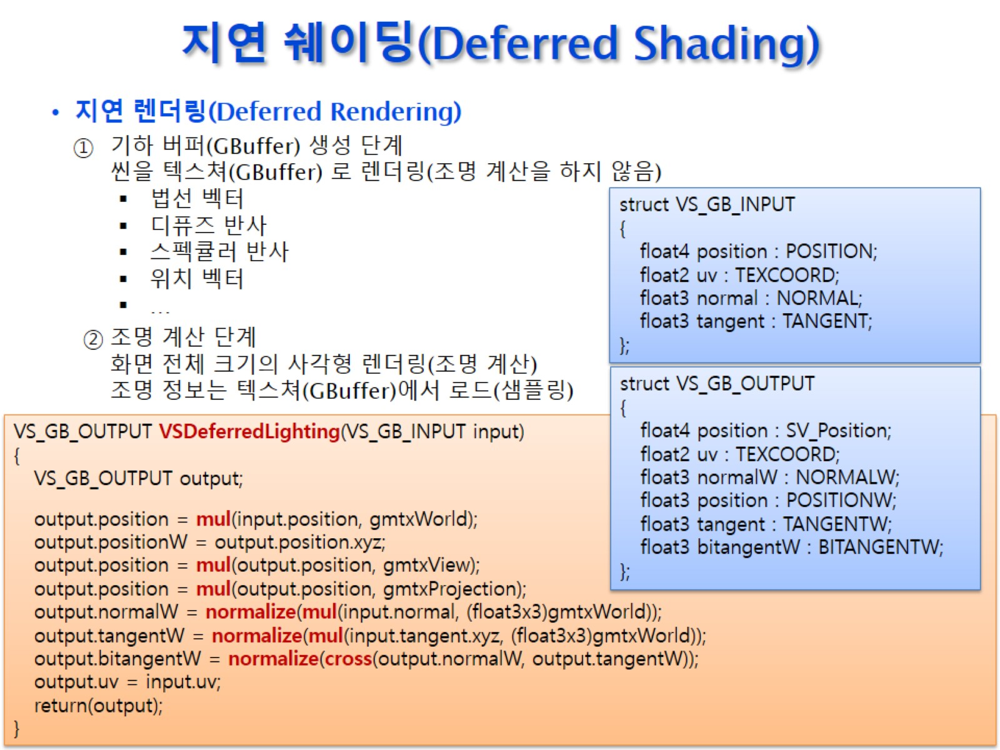 지연 쉐이딩(Deferred Shading)
• 지연 렌더링(Deferred Rendering)
① 기하 버퍼(GBuffer) 생성 단계
씬을 텍스쳐(GBuffer) 로 렌더링(조명 계산을 하지 않음)
▪ 법선 벡터
▪ 디퓨즈 반사
▪ 스펙큘러 반사
▪ 위치 벡터
▪ …
② 조명 계산 단계
화면 전체 크기의 사각형 렌더링(조명 계산)
조명 정보는 텍스쳐(GBuffer)에서 로드(샘플링)
struct VS_GB_INPUT
{
float4 position : POSITION;
float2 uv : TEXCOORD;
float3 normal : NORMAL;
float3 tangent : TANGENT;
};
struct VS_GB_OUTPUT
{
float4 position : SV_Position;
float2 uv : TEXCOORD;
float3 normalW : NORMALW;
float3 position : POSITIONW;
float3 tangent : TANGENTW;
float3 bitangentW : BITANGENTW;
};
VS_GB_OUTPUT VSDeferredLighting(VS_GB_INPUT input)
{
VS_GB_OUTPUT output;
output.position = mul(input.position, gmtxWorld);
output.positionW = output.position.xyz;
output.position = mul(output.position, gmtxView);
output.position = mul(output.position, gmtxProjection);
output.normalW = normalize(mul(input.normal, (float3x3)gmtxWorld));
output.tangentW = normalize(mul(input.tangent.xyz, (float3x3)gmtxWorld));
output.bitangentW = normalize(cross(output.normalW, output.tangentW));
output.uv = input.uv;
return(output);
}